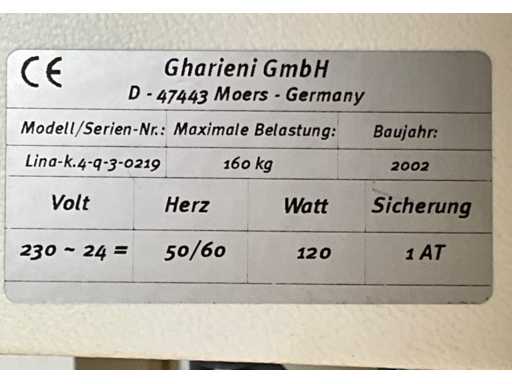 CE
Gharieni GmbH
D - 47443 Moers - Germany
Modell/Serien-Nr.: Maximale Belastung: Baujahr:
Lina-k.4-q-3-0219 160 kg 2002
Volt Herz Watt Sicherung
230 ~ 24 = 50/60 120 1 AT